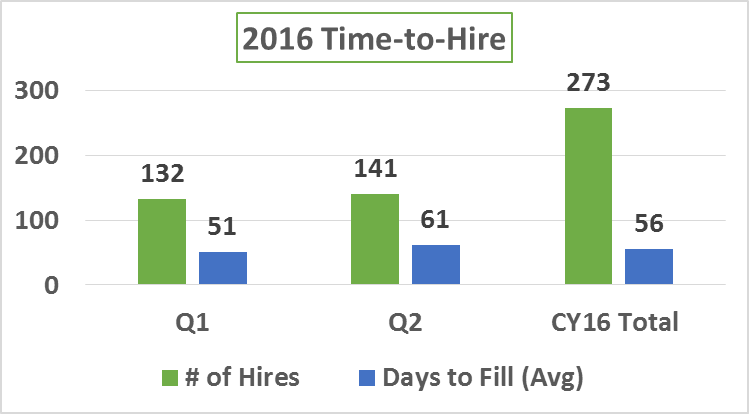 2016 Time-to-Hire
300
200
100
0
132
51
141
61
273
56
Q1
Q2
CY16 Total
# of Hires
Days to Fill (Avg)